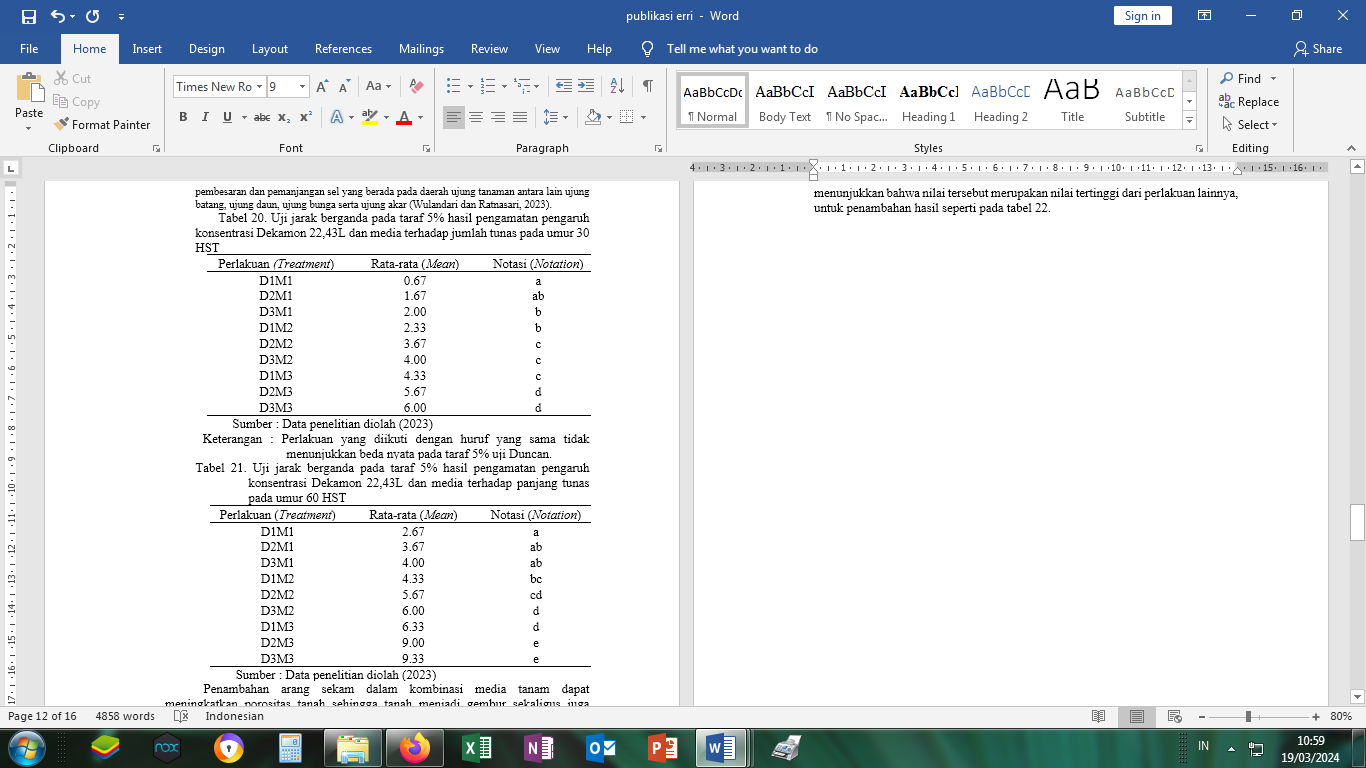 publikasi erri - Word
Sign in
File Home Insert Design Layout References Mailings Review View Help Tell me what you want to do Share
Paste
Cut
Copy
Format Painter
Clipboard
Times New Ro 9
Font
Paragraph
AaBbCcDc AaBbCcI AaBbCcI AaBbCcI AaBbCcD AaB AaBbCcD
¶ Normal Body Text ¶ No Spac... Heading 1 Heading 2 Title Subtitle
Styles
Find
Replace
Select
Editing
pembesaran dan pemanjangan sel yang berada pada daerah ujung tanaman antara lain ujung
batang, ujung daun, ujung bunga serta ujung akar (Wulandari dan Ratnasari, 2023).
Tabel 20. Uji jarak berganda pada taraf 5% hasil pengamatan pengaruh
konsentrasi Dekamon 22,43L dan media terhadap jumlah tunas pada umur 30
HST
Perlakuan (Treatment) Rata-rata (Mean) Notasi (Notation)
D1M1 0.67 a
D2M1 1.67 ab
D3M1 2.00 b
D1M2 2.33 b
D2M2 3.67 c
D3M2 4.00 c
D1M3 4.33 c
D2M3 5.67 d
D3M3 6.00 d
Sumber : Data penelitian diolah (2023)
Keterangan : Perlakuan yang diikuti dengan huruf yang sama tidak
menunjukkan beda nyata pada taraf 5% uji Duncan.
Tabel 21. Uji jarak berganda pada taraf 5% hasil pengamatan pengaruh
konsentrasi Dekamon 22,43L dan media terhadap panjang tunas
pada umur 60 HST
Perlakuan (Treatment) Rata-rata (Mean) Notasi (Notation)
D1M1 2.67 a
D2M1 3.67 ab
D3M1 4.00 ab
D1M2 4.33 bc
D2M2 5.67 cd
D3M2 6.00 d
D1M3 6.33 d
D2M3 9.00 e
D3M3 9.33 e
Sumber : Data penelitian diolah (2023)
Penambahan arang sekam dalam kombinasi media tanam dapat
meningkatkan porositas tanah sehingga tanah menjadi gembur sekaligus juga
menunjukkan bahwa nilai tersebut merupakan nilai tertinggi dari perlakuan lainnya,
untuk penambahan hasil seperti pada tabel 22.
Page 12 of 16 4858 words Indonesian 80%
IN
10:59
19/03/2024